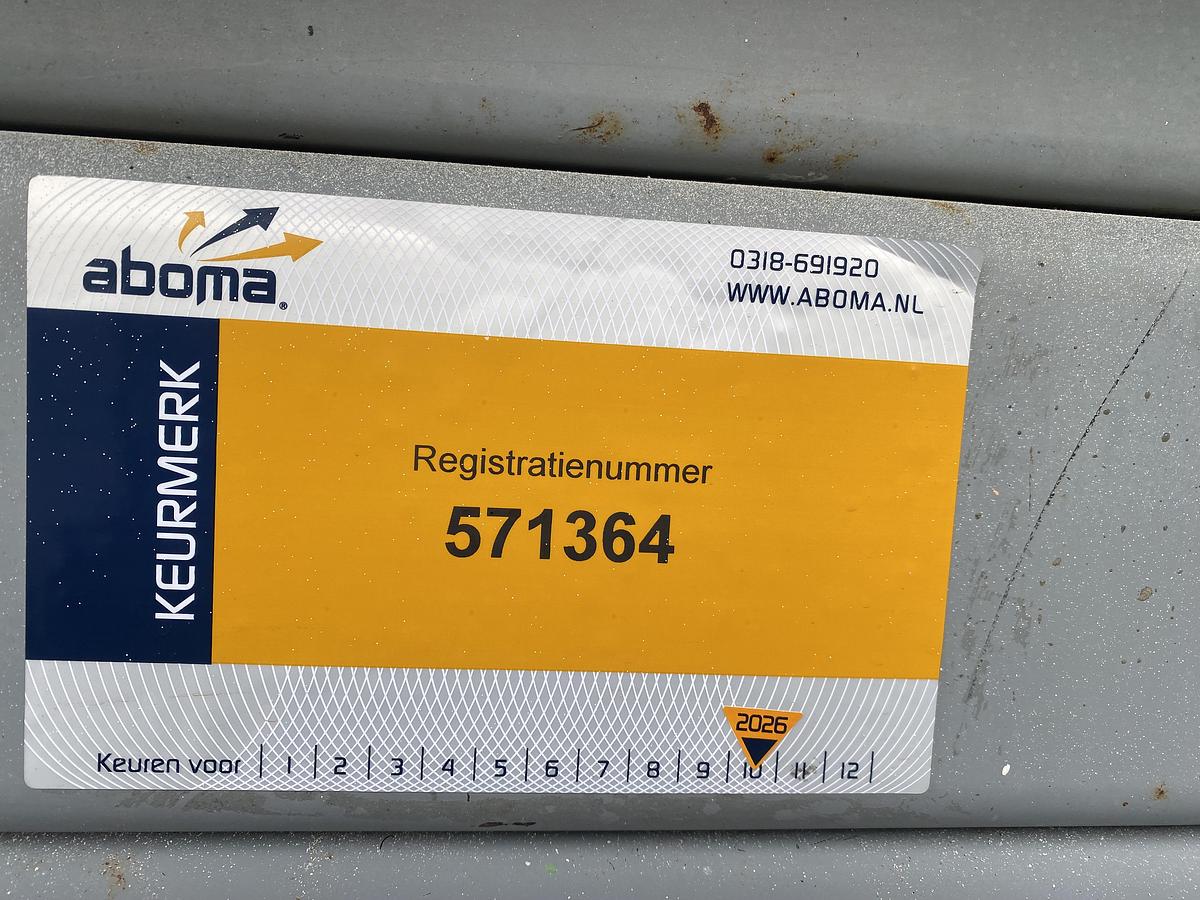 aboma®
0318-691920
WWW.ABOMA.NL
KEURMERK
Registratienummer
571364
2026
Keuren voor | 1 | 2 | 3 | 4 | 5 | 6 | 7 | 8 | 9 | 10 | 11 | 12 |